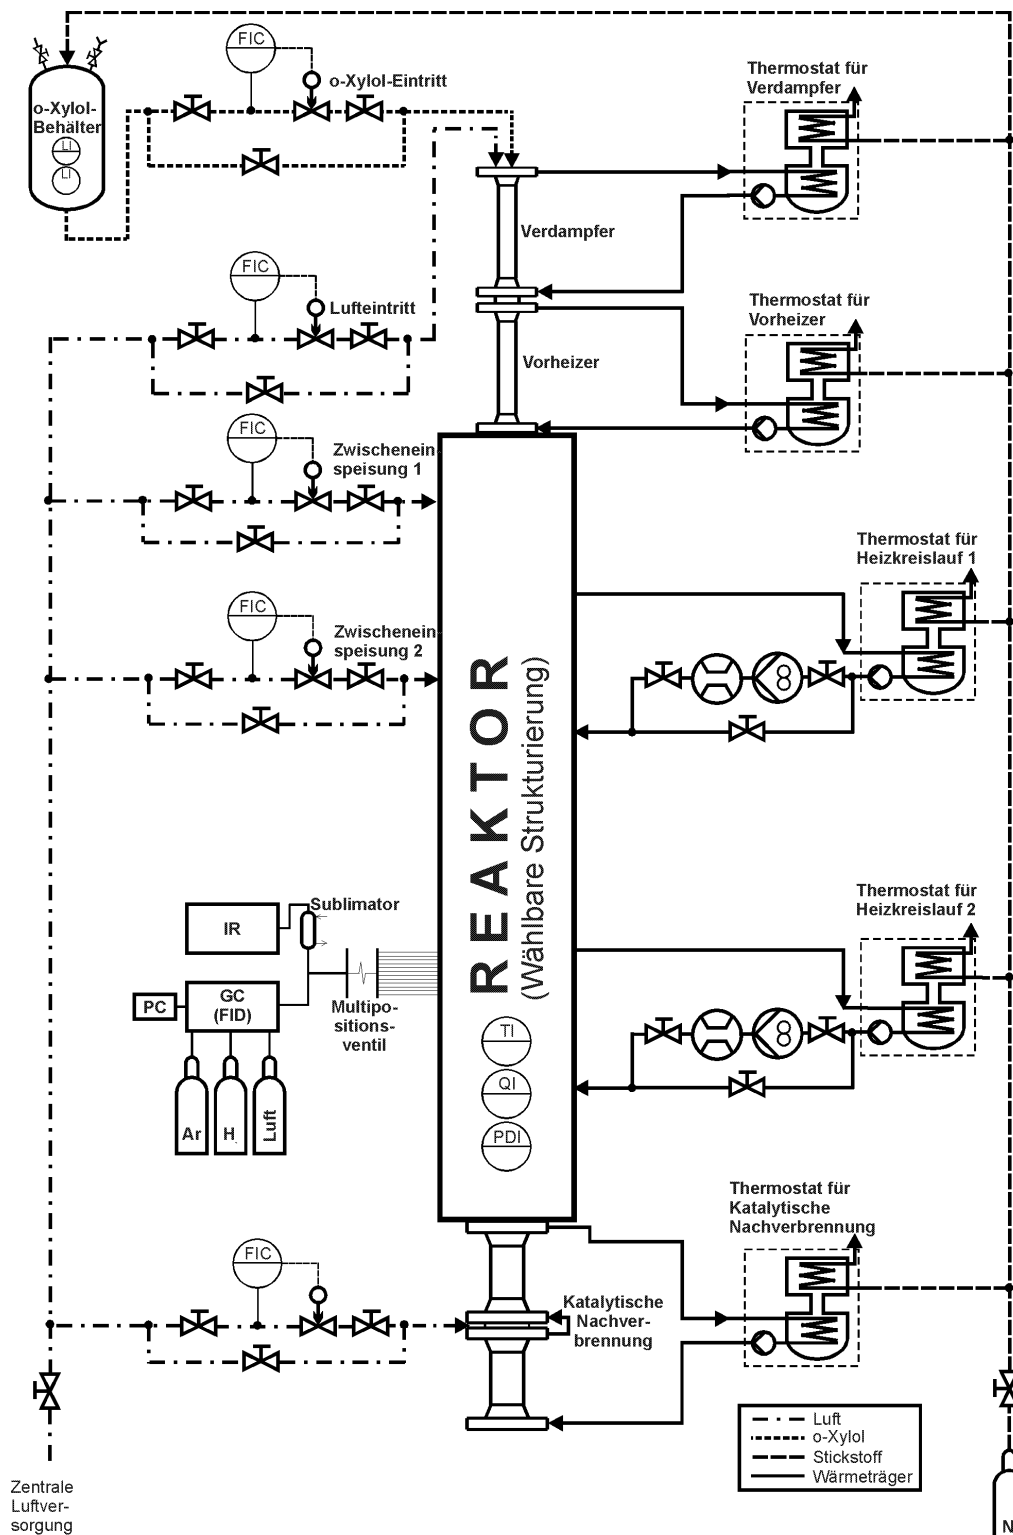 FIC
o-Xylol-Eintritt
Thermostat für
Verdampfer
o-Xylol-
Behälter
LI
LI
Verdampfer
FIC
Lufteintritt
Thermostat für
Vorheizer
Vorheizer
FIC
Zwischenein
speisung 1
Thermostat für
Heizkreislauf 1
FIC
Zwischenein
speisung 2
REAKTOR
(Wählbare Strukturierung)
8
Thermostat für
Heizkreislauf 2
Sublimator
IR
PC
GC
(FID)
Multipo-
sitions-
ventil
8
TI
QI
PDI
Ar
H
Luft
Thermostat für
Katalytische
Nachverbrennung
FIC
Katalytische
Nachver-
brennung
Luft
o-Xylol
Stickstoff
Wärmeträger
Zentrale
Luftver-
sorgung
N